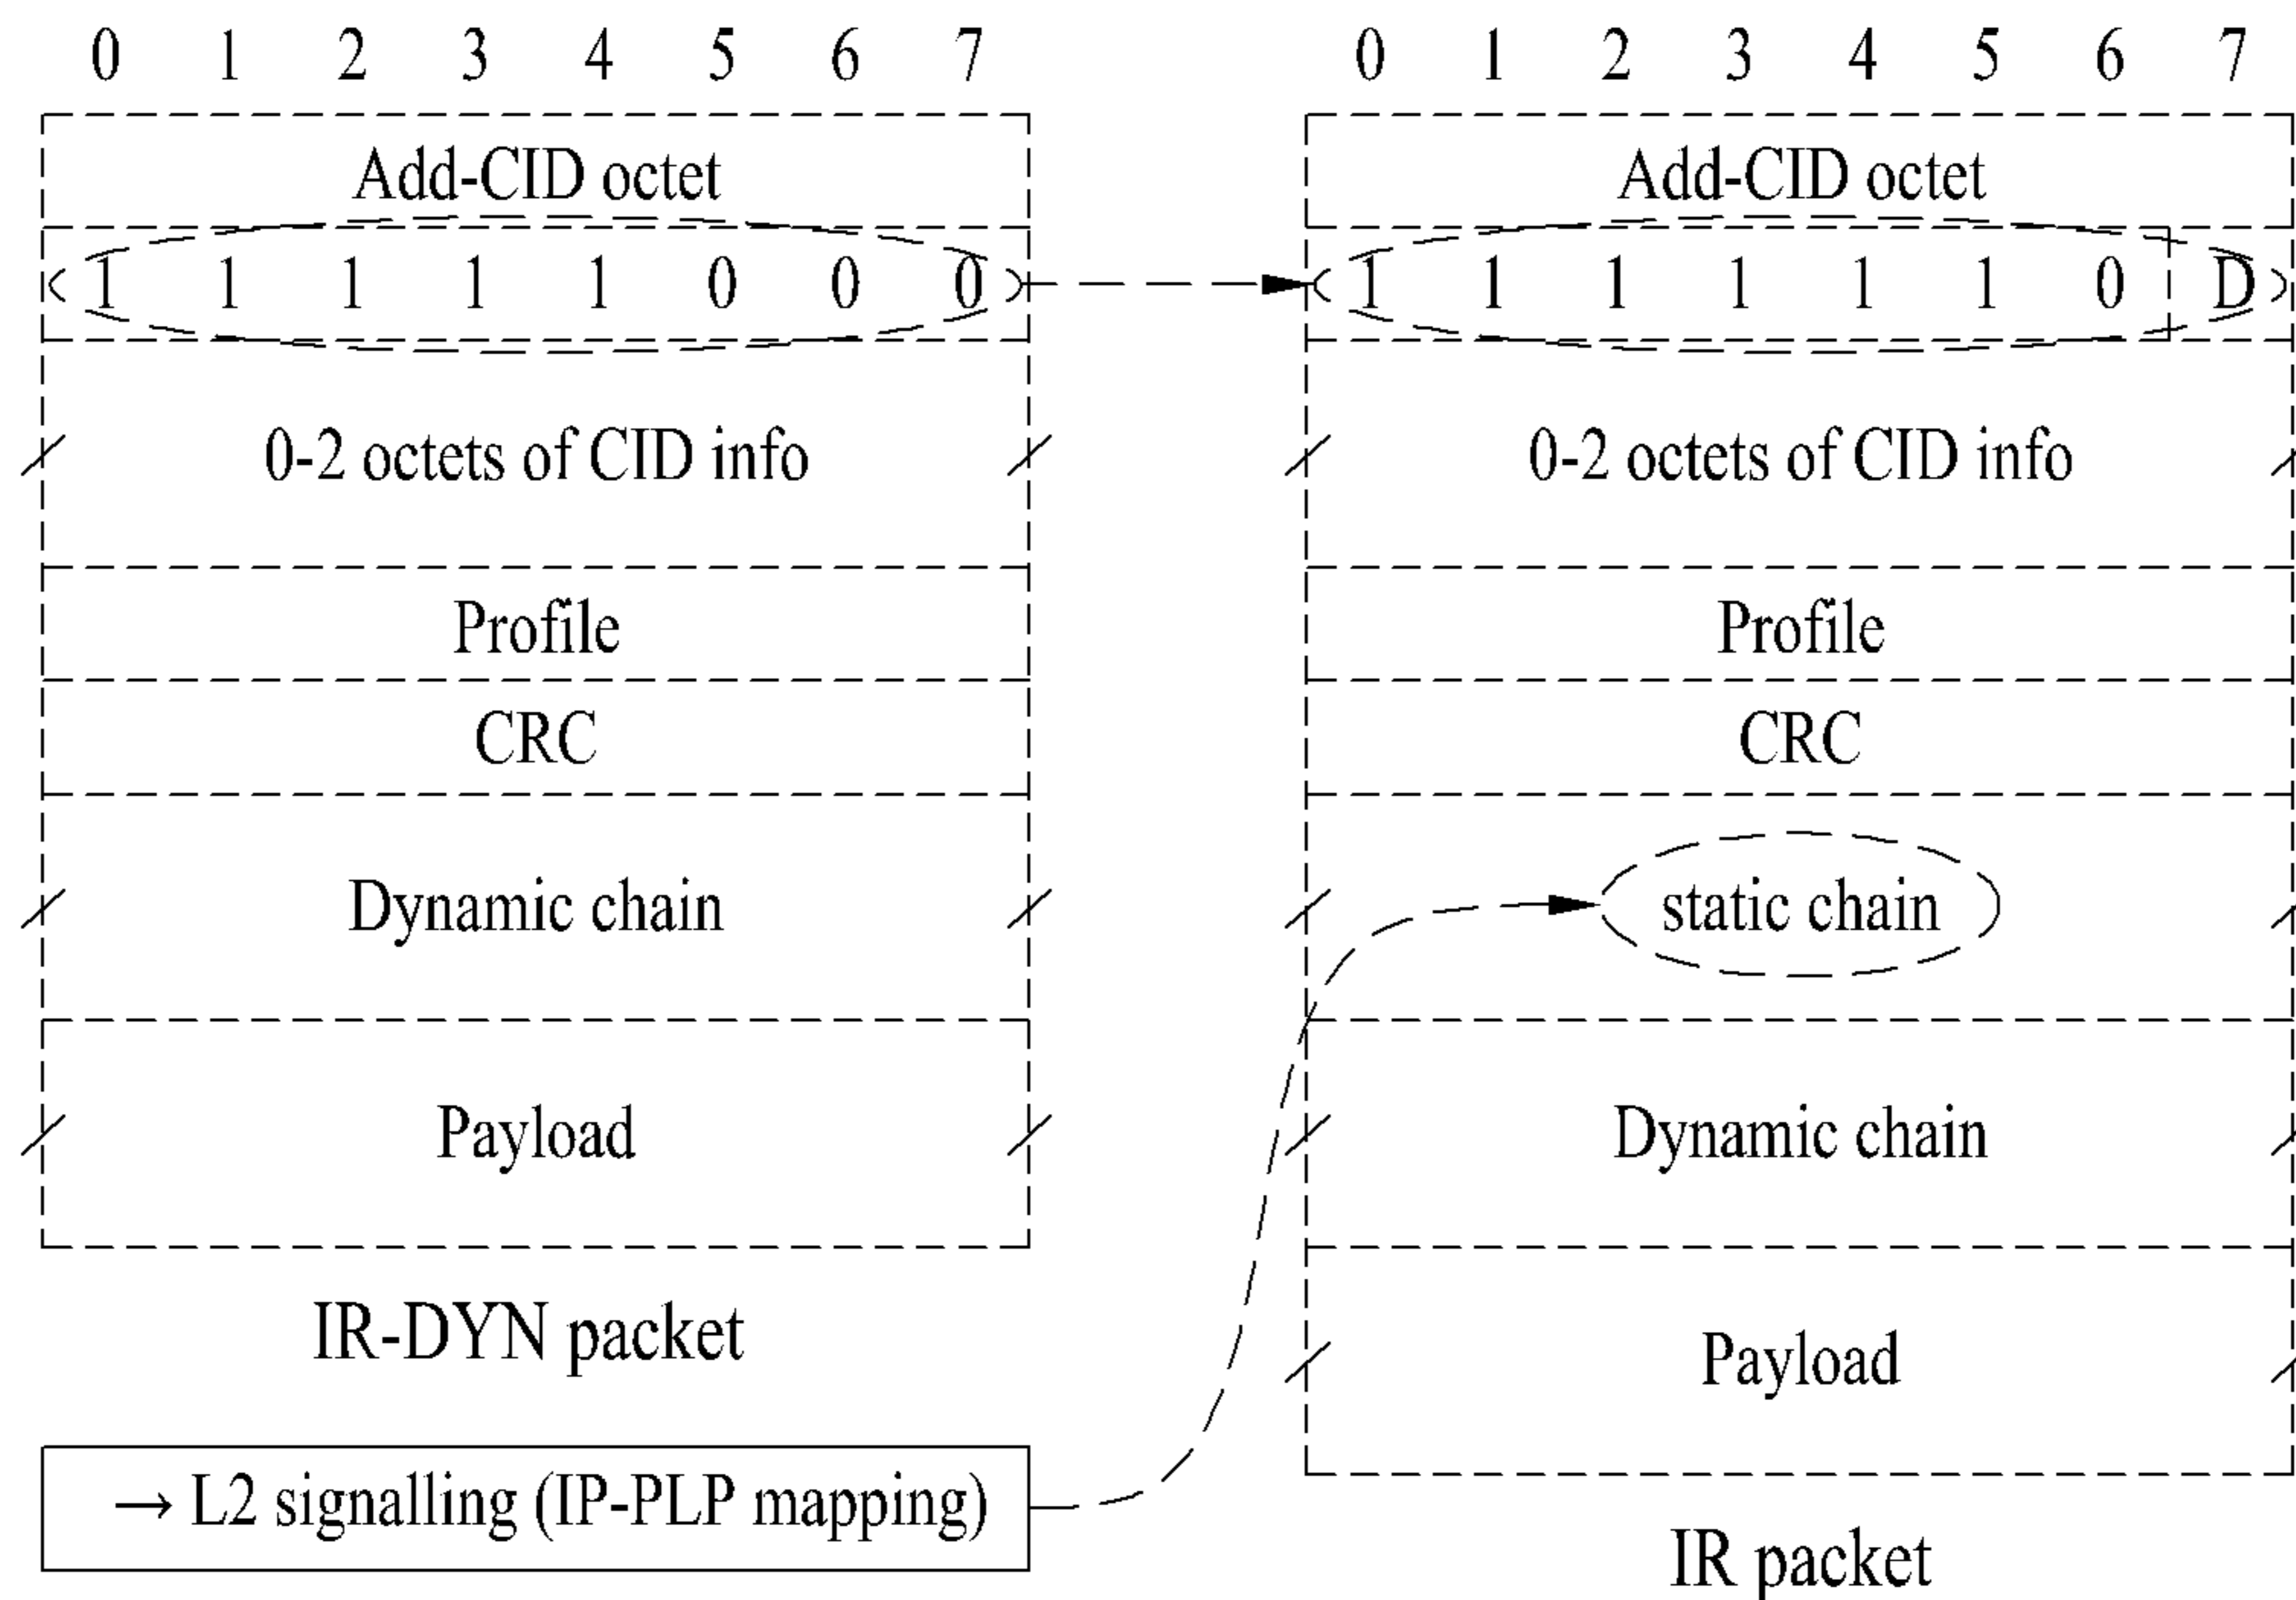 0 1 2 3 4 5 6 7
Add-CID octet
1 1 1 1 1 0 0 0
0-2 octets of CID info
Profile
CRC
Dynamic chain
Payload
IR-DYN packet
→ L2 signalling (IP-PLP mapping)
0 1 2 3 4 5 6 7
Add-CID octet
1 1 1 1 1 1 0 D
0-2 octets of CID info
Profile
CRC
static chain
Dynamic chain
Payload
IR packet